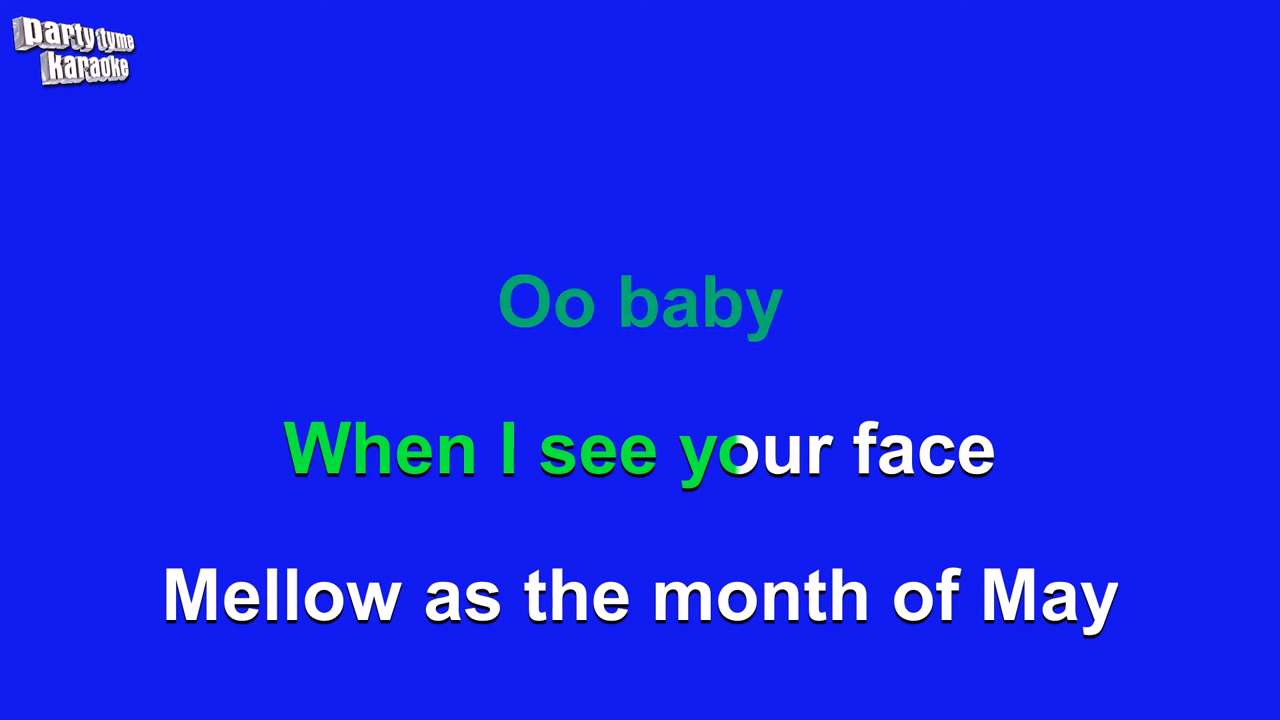 party tyme
karaoke
Oo baby
When I see your face
Mellow as the month of May